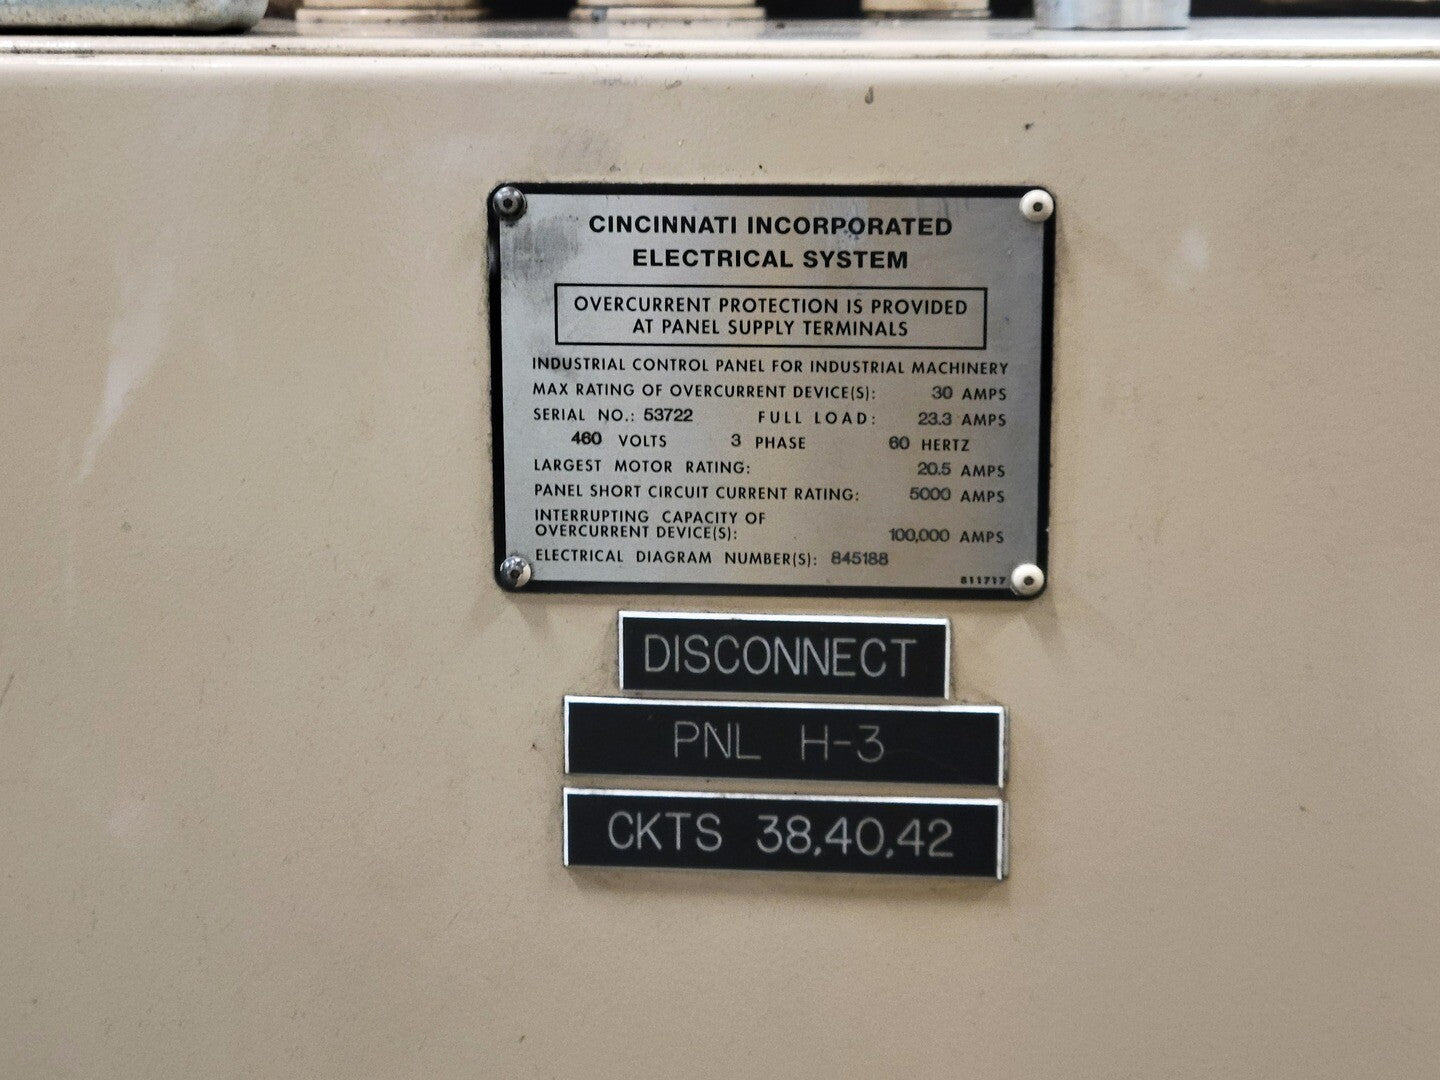 CINCINNATI INCORPORATED
ELECTRICAL SYSTEM
OVERCURRENT PROTECTION IS PROVIDED
AT PANEL SUPPLY TERMINALS
INDUSTRIAL CONTROL PANEL FOR INDUSTRIAL MACHINERY
MAX RATING OF OVERCURRENT DEVICE(S): 30 AMPS
SERIAL NO.: 53722 FULL LOAD: 23.3 AMPS
460 VOLTS 3 PHASE 60 HERTZ
LARGEST MOTOR RATING: 20.5 AMPS
PANEL SHORT CIRCUIT CURRENT RATING: 5000 AMPS
INTERRUPTING CAPACITY OF
OVERCURRENT DEVICE(S): 100,000 AMPS
ELECTRICAL DIAGRAM NUMBER(S): 845188
811717
DISCONNECT
PNL H-3
CKTS 38,40,42